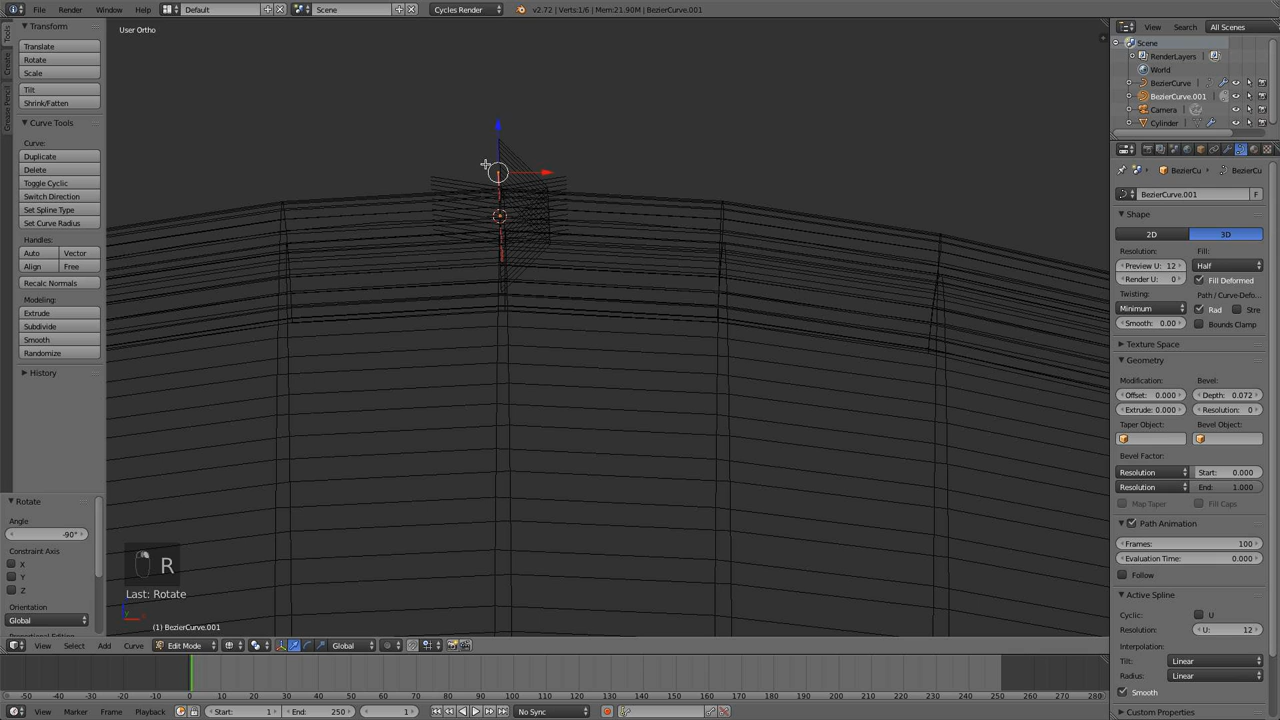 File Render Window Help Default Scene Cycles Render v2.72 | Verts:1/6 | Mem:21.90M | BezierCurve.001
Tools
Create
Grease Pencil
Transform
Translate
Rotate
Scale
Tilt
Shrink/Fatten
Curve Tools
Curve:
Duplicate
Delete
Toggle Cyclic
Switch Direction
Set Spline Type
Set Curve Radius
Handles:
Auto Vector
Align Free
Recalc Normals
Modeling:
Extrude
Subdivide
Smooth
Randomize
History
Rotate
Angle
-90°
Constraint Axis
X
Y
Z
Orientation
Global
User Ortho
R
Last: Rotate
(1) BezierCurve.001
View Select Add Curve Edit Mode Global
-50 -40 -30 -20 -10 0 10 20 30 40 50 60 70 80 90 100 110 120 130 140 150 160 170 180 190 200 210 220 230 240 250 260 270 280
View Marker Frame Playback Start: 1 End: 250 1 No Sync
View Search All Scenes
Scene
RenderLayers
World
BezierCurve
BezierCurve.001
Camera
Cylinder
BezierCu BezierCu
BezierCurve.001 F
Shape
2D 3D
Resolution: Fill:
Preview U: 12 Half
Render U: 0 Fill Deformed
Twisting: Path / Curve-Defo...
Minimum Rad Stre
Smooth: 0.00 Bounds Clamp
Texture Space
Geometry
Modification: Bevel:
Offset: 0.000 Depth: 0.072
Extrude: 0.000 Resolution: 0
Taper Object: Bevel Object:
Bevel Factor:
Resolution Start: 0.000
Resolution End: 1.000
Map Taper Fill Caps
Path Animation
Frames: 100
Evaluation Time: 0.000
Follow
Active Spline
Cyclic: U
Resolution: U: 12
Interpolation:
Tilt: Linear
Radius: Linear
Smooth
Custom Properties